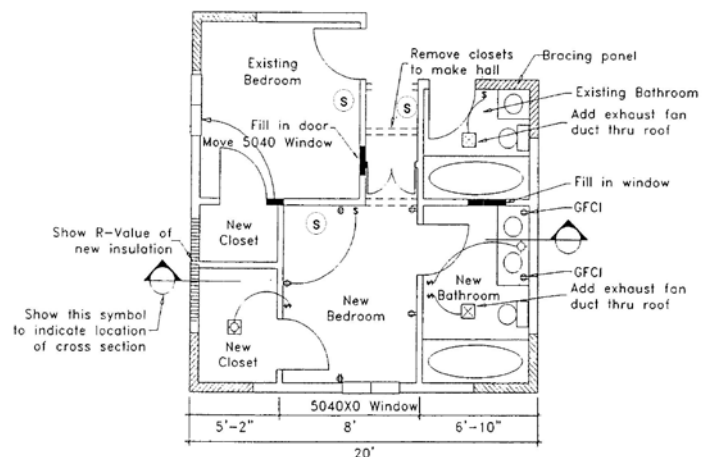 Existing
Bedroom
Remove closets
to make hall
Bracing panel
Existing Bathroom
Add exhaust fan
duct thru roof
S
S
s
Fill in door
Move 5040 Window
Fill in window
GFCI
Show R-Value of
new insulation
New
Closet
S
s
New
Bathroom
GFCI
Add exhaust fan
duct thru roof
New
Bedroom
Show this symbol
to indicate location
of cross section
New
Closet
5040X0 Window
5'-2"
8'
6'-10"
20'